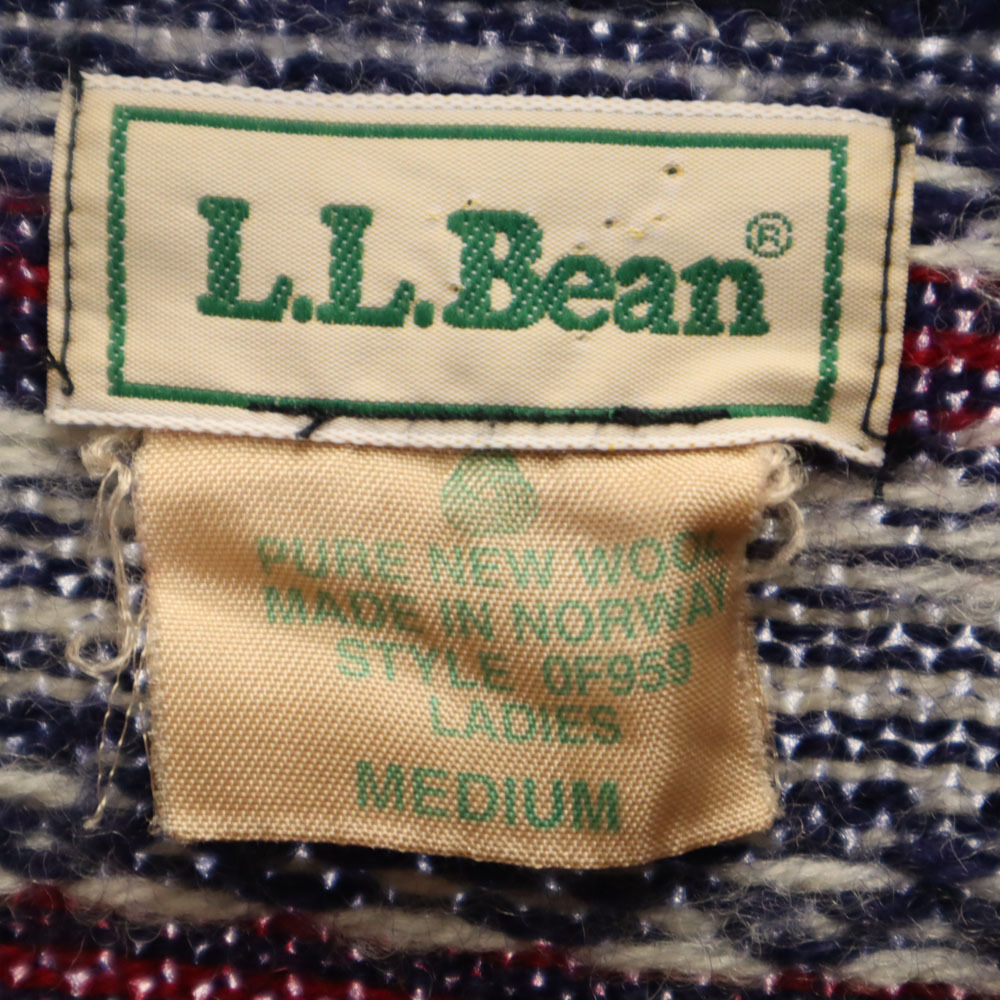 L.L.Bean®
PURE NEW WOOL
MADE IN NORWAY
STYLE 0F959
LADIES
MEDIUM